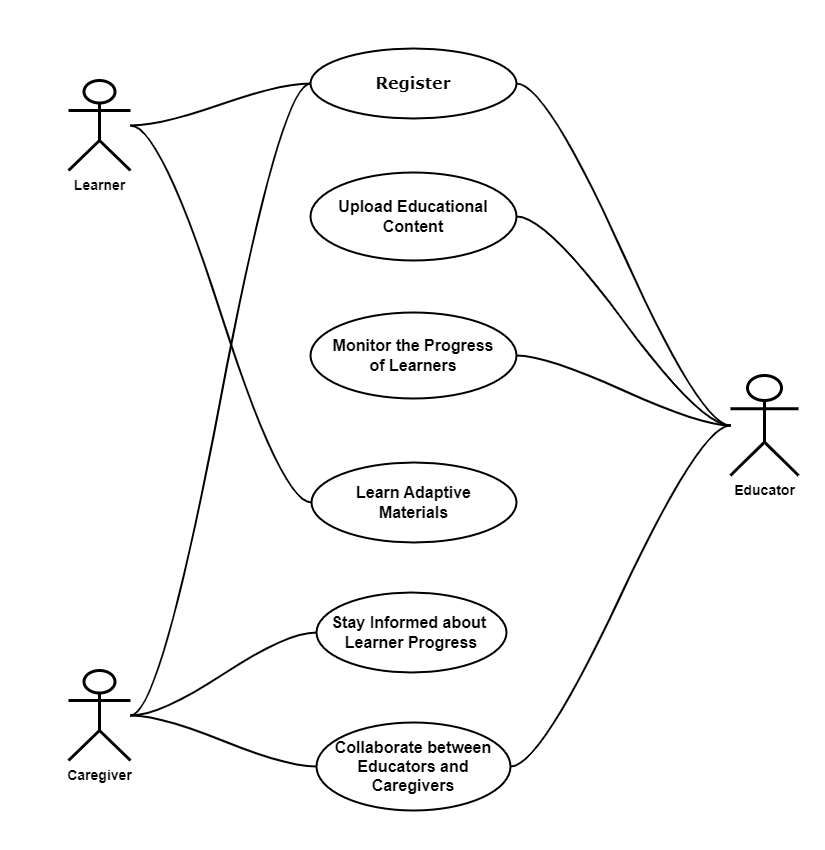 Register
Learner
Upload Educational
Content
Monitor the Progress
of Learners
Educator
Learn Adaptive
Materials
Stay Informed about
Learner Progress
Caregiver
Collaborate between
Educators and
Caregivers